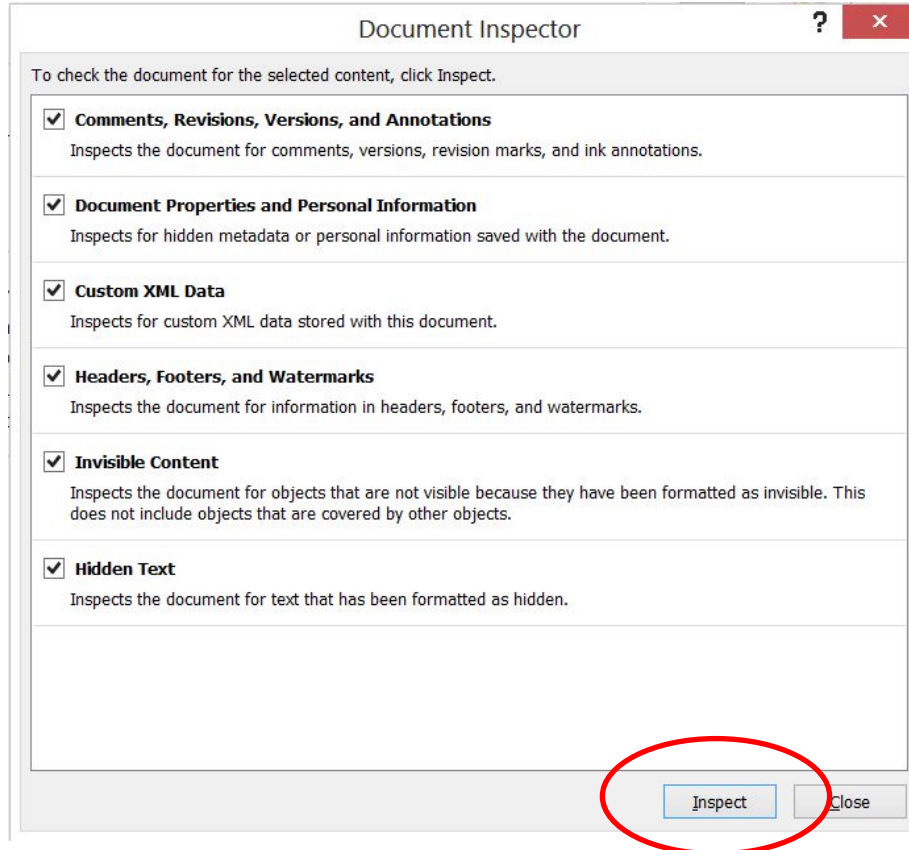 Document Inspector
? x
To check the document for the selected content, click Inspect.
Comments, Revisions, Versions, and Annotations
Inspects the document for comments, versions, revision marks, and ink annotations.
Document Properties and Personal Information
Inspects for hidden metadata or personal information saved with the document.
Custom XML Data
Inspects for custom XML data stored with this document.
Headers, Footers, and Watermarks
Inspects the document for information in headers, footers, and watermarks.
Invisible Content
Inspects the document for objects that are not visible because they have been formatted as invisible. This
does not include objects that are covered by other objects.
Hidden Text
Inspects the document for text that has been formatted as hidden.
Inspect Close